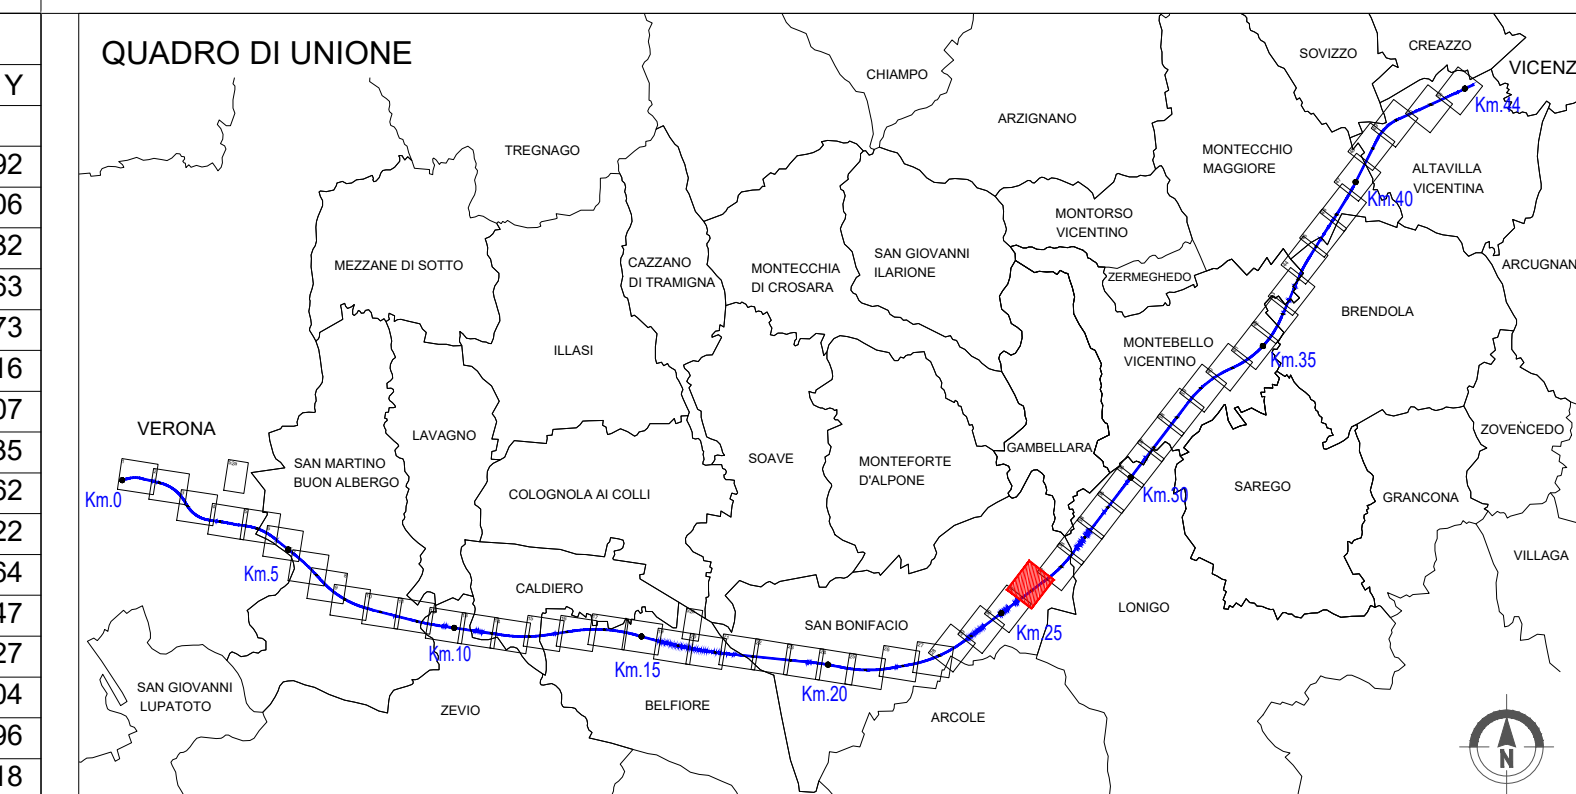 QUADRO DI UNIONE
Y
92
06
32
63
73
16
07
35
62
22
64
47
27
04
96
18
CREAZZO
SOVIZZO
VICENZ
CHIAMPO
Km.44
ARZIGNANO
TREGNAGO
MONTECCHIO
MAGGIORE
ALTAVILLA
VICENTINA
Km.40
MONTORSO
VICENTINO
SAN GIOVANNI
ILARIONE
CAZZANO
DI TRAMIGNA
MONTECCHIA
DI CROSARA
MEZZANE DI SOTTO
ARCUGNAN
ZERMEGHEDO
BRENDOLA
MONTEBELLO
VICENTINO
ILLASI
Km.35
VERONA
LAVAGNO
ZOVENCEDO
GAMBELLARA
SOAVE
MONTEFORTE
D'ALPONE
SAN MARTINO
BUON ALBERGO
COLOGNOLA AI COLLI
SAREGO
GRANCONA
Km.30
Km.0
VILLAGA
Km.5
CALDIERO
LONIGO
SAN BONIFACIO
Km.25
Km.10
Km.15
Km.20
SAN GIOVANNI
LUPATOTO
ZEVIO
BELFIORE
ARCOLE
N